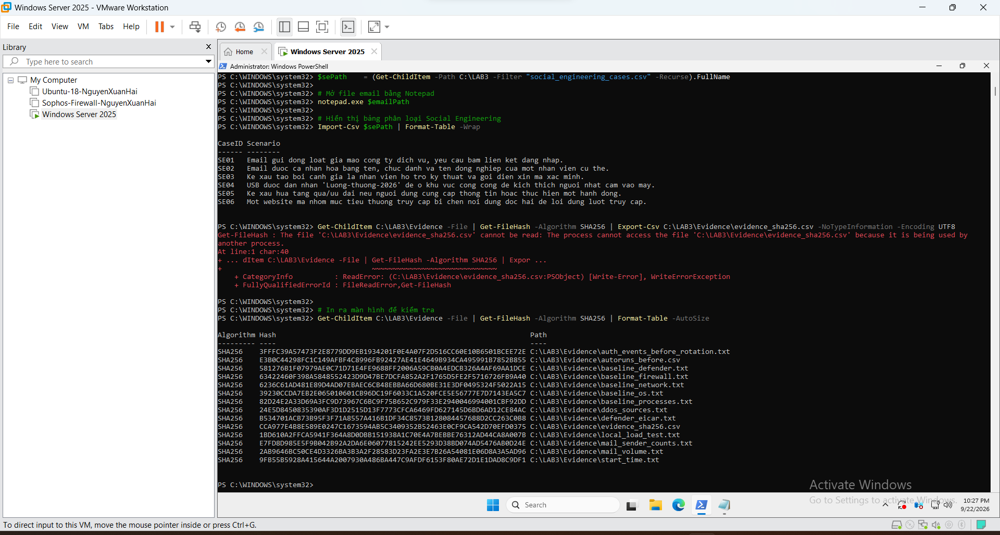 Windows Server 2025 - VMware Workstation
File Edit View VM Tabs Help
Library
Type here to search
My Computer
Ubuntu-18-NguyenXuanHai
Sophos-Firewall-NguyenXuanHai
Windows Server 2025
Home
Windows Server 2025
Administrator: Windows PowerShell
PS C:\WINDOWS\system32> $sePath    = (Get-ChildItem -Path C:\LAB3 -Filter "social_engineering_cases.csv" -Recurse).FullName
PS C:\WINDOWS\system32>
PS C:\WINDOWS\system32> # Mở file email bằng Notepad
PS C:\WINDOWS\system32> notepad.exe $emailPath
PS C:\WINDOWS\system32>
PS C:\WINDOWS\system32> # Hiển thị bảng phân loại Social Engineering
PS C:\WINDOWS\system32> Import-Csv $sePath | Format-Table -Wrap
CaseID Scenario
------ --------
SE01   Email gui dong loat gia mao cong ty dich vu, yeu cau bam lien ket dang nhap.
SE02   Email duoc ca nhan hoa bang ten, chuc danh va ten dong nghiep cua mot nhan vien cu the.
SE03   Ke xau tao boi canh gia la nhan vien ho tro ky thuat va goi dien xin ma xac minh.
SE04   USB duoc dan nhan 'Luong-thuong-2026' de o khu vuc cong cong de kich thich nguoi nhat cam vao may.
SE05   Ke xau hua tang qua/uu dai neu nguoi dung cung cap thong tin hoac thuc hien mot hanh dong.
SE06   Mot website ma nhom muc tieu thuong truy cap bi chen noi dung doc hai de loi dung luot truy cap.
PS C:\WINDOWS\system32> Get-ChildItem C:\LAB3\Evidence -File | Get-FileHash -Algorithm SHA256 | Export-Csv C:\LAB3\Evidence\evidence_sha256.csv -NoTypeInformation -Encoding UTF8
Get-FileHash : The file 'C:\LAB3\Evidence\evidence_sha256.csv' cannot be read: The process cannot access the file 'C:\LAB3\Evidence\evidence_sha256.csv' because it is being used by
another process.
At line:1 char:40
+ ... dItem C:\LAB3\Evidence -File | Get-FileHash -Algorithm SHA256 | Expor ...
+                                    ~~~~~~~~~~~~~~~~~~~~~~~~~~~~~~
    + CategoryInfo          : ReadError: (C:\LAB3\Evidence\evidence_sha256.csv:PSObject) [Write-Error], WriteErrorException
    + FullyQualifiedErrorId : FileReadError,Get-FileHash
PS C:\WINDOWS\system32>
PS C:\WINDOWS\system32> # In ra màn hình để kiểm tra
PS C:\WINDOWS\system32> Get-ChildItem C:\LAB3\Evidence -File | Get-FileHash -Algorithm SHA256 | Format-Table -AutoSize
Algorithm Hash                                                             Path
--------- ----                                                             ----
SHA256    3FFFC39A57473F2E8779DD9EB1934201F0E4A07F2D516CC60E10B6501BCEE72E C:\LAB3\Evidence\auth_events_before_rotation.txt
SHA256    E3B0C44298FC1C149AFBF4C8996FB92427AE41E4649B934CA495991B7852B855 C:\LAB3\Evidence\autoruns_before.csv
SHA256    581276B1F07979AE0C71D71E4FE9688FF2006A59CB0A4EDCB326A4AF69AA1DCE C:\LAB3\Evidence\baseline_defender.txt
SHA256    63422460F398A5848552423D9D47BE7DCFA852A2F1765D5FE2F5716726FB9A40 C:\LAB3\Evidence\baseline_firewall.txt
SHA256    6236C61AD481E89D4AD07EBAEC6CB48EBBA66D680BE31E3DF0495324F5022A15 C:\LAB3\Evidence\baseline_network.txt
SHA256    39230CCDA7EB2E065010601CB96DC19F6033C1A520FCE5E56777E7D7143EA5C7 C:\LAB3\Evidence\baseline_os.txt
SHA256    82D24E2A33D69A3FC9D73967C6BC9F75B652C979F33E2940046994001CBF92DD C:\LAB3\Evidence\baseline_processes.txt
SHA256    24E5D8450835390AF3D1D2515D13F7773CFCA6469FD627145D6BD6AD12CE84AC C:\LAB3\Evidence\ddos_sources.txt
SHA256    B534701ACB73B95F3F71A8557A416B1DF34C8573B128084457688D2CC263C0B8 C:\LAB3\Evidence\defender_eicar.txt
SHA256    CCA977E4B8E589E0247C1673594AB5C3409352B52463E0CF9CA542D70EFD0375 C:\LAB3\Evidence\evidence_sha256.csv
SHA256    1BD610A2FFCA5941F364A8D0DBB151938A1C70E4A7BEBBE76312AD44CA8A007B C:\LAB3\Evidence\local_load_test.txt
SHA256    E7FD8D985E5F9B042B92A2DA6E06077815242EE5293D38BD074AD5476AB0D24E C:\LAB3\Evidence\mail_sender_counts.txt
SHA256    2AB9646BC50CE4D3326BA3B3A2F28583D23FA2E3E7B26A54081E06D8A3A5AD96 C:\LAB3\Evidence\mail_volume.txt
SHA256    9FB55B5928A415644A2007930A486BA447C9AFDF6153F80AE72D1E1DAD8C9DF1 C:\LAB3\Evidence\start_time.txt
PS C:\WINDOWS\system32>
Activate Windows
Go to Settings to activate Windows.
Search
10:27 PM
9/22/2026
To direct input to this VM, move the mouse pointer inside or press Ctrl+G.